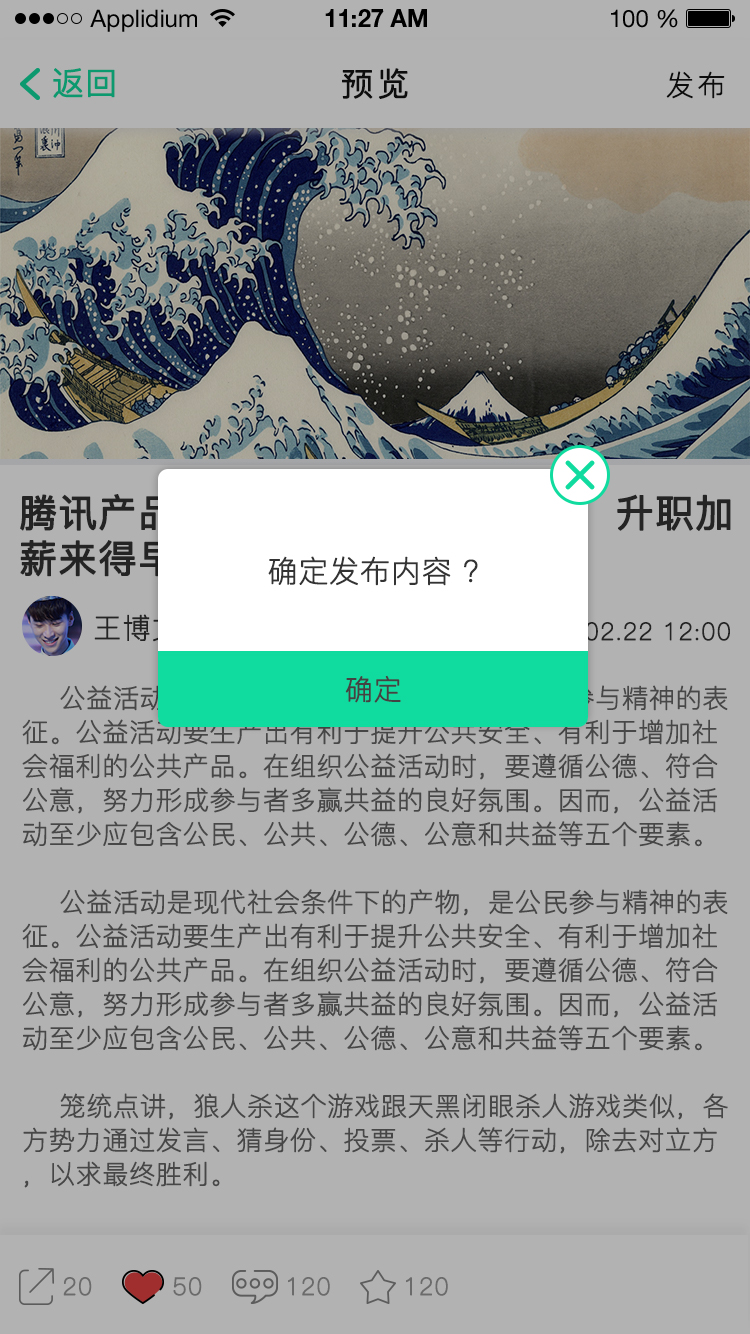 Applidium 11:27 AM 100 %
返回 预览 发布
腾讯产品 升职加
薪来得早
确定发布内容？
王博 02.22 12:00
确定
公益活动 参与精神的表
征。公益活动要生产出有利于提升公共安全、有利于增加社
会福利的公共产品。在组织公益活动时，要遵循公德、符合
公意，努力形成参与者多赢共益的良好氛围。因而，公益活
动至少应包含公民、公共、公德、公意和共益等五个要素。
公益活动是现代社会条件下的产物，是公民参与精神的表
征。公益活动要生产出有利于提升公共安全、有利于增加社
会福利的公共产品。在组织公益活动时，要遵循公德、符合
公意，努力形成参与者多赢共益的良好氛围。因而，公益活
动至少应包含公民、公共、公德、公意和共益等五个要素。
笼统点讲，狼人杀这个游戏跟天黑闭眼杀人游戏类似，各
方势力通过发言、猜身份、投票、杀人等行动，除去对立方
，以求最终胜利。
20 50 120 120